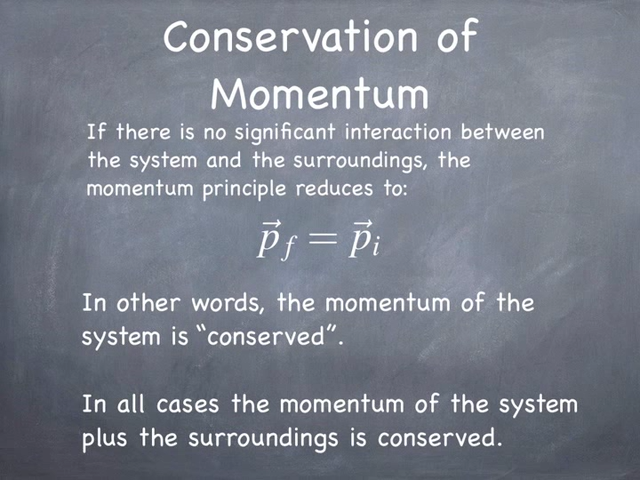 Conservation of
Momentum
If there is no significant interaction between
the system and the surroundings, the
momentum principle reduces to:
p⃗_f = p⃗_i
In other words, the momentum of the
system is “conserved”.
In all cases the momentum of the system
plus the surroundings is conserved.